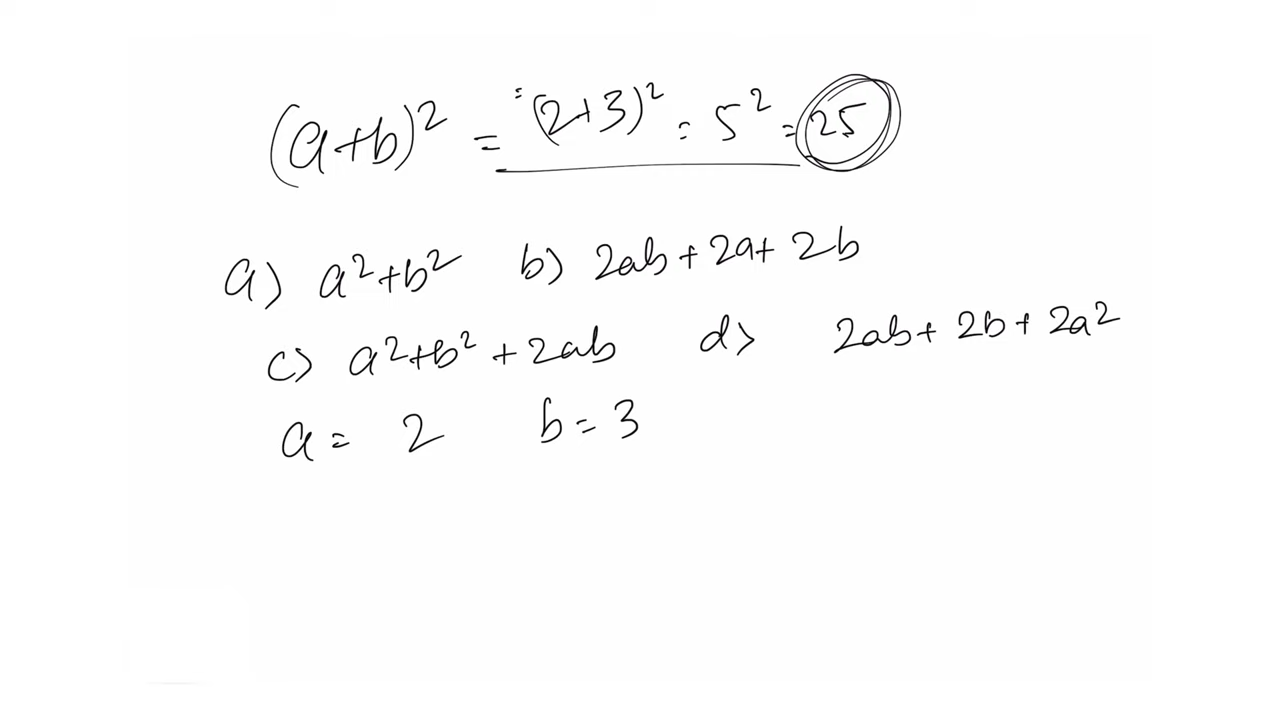 (a+b)² = = (2+3)² = 5² = 25
a) a²+b² b) 2ab + 2a + 2b
c) a²+b² + 2ab d) 2ab + 2b + 2a²
a = 2 b = 3